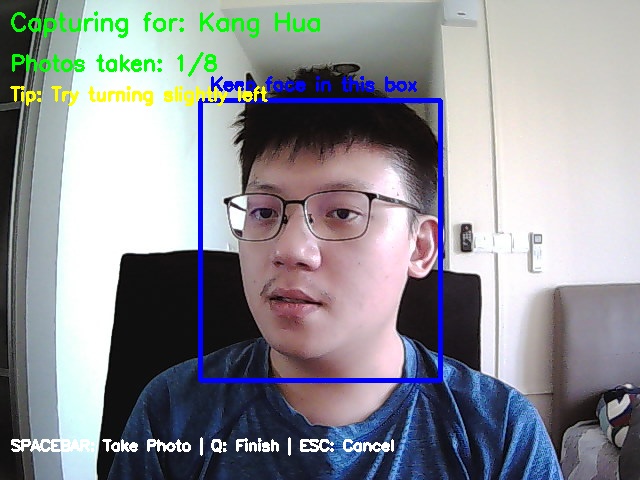 Capturing for: Kang Hua
Photos taken: 1/8
Keep face in this box
Tip: Try turning slightly left
SPACEBAR: Take Photo | Q: Finish | ESC: Cancel